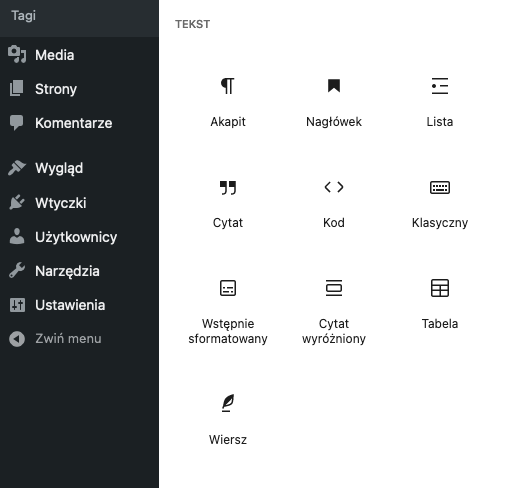 Tagi
Media
Strony
Komentarze
Wygląd
Wtyczki
Użytkownicy
Narzędzia
Ustawienia
Zwiń menu
TEKST
Akapit
Nagłówek
Lista
Cytat
Kod
Klasyczny
Wstępnie
sformatowany
Cytat
wyróżniony
Tabela
Wiersz